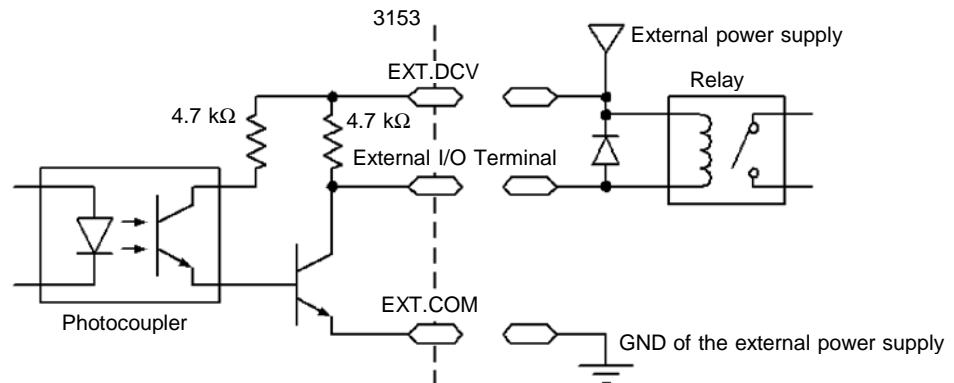 3153
External power supply
EXT.DCV
Relay
4.7 kΩ
4.7 kΩ
External I/O Terminal
EXT.COM
Photocoupler
GND of the external power supply